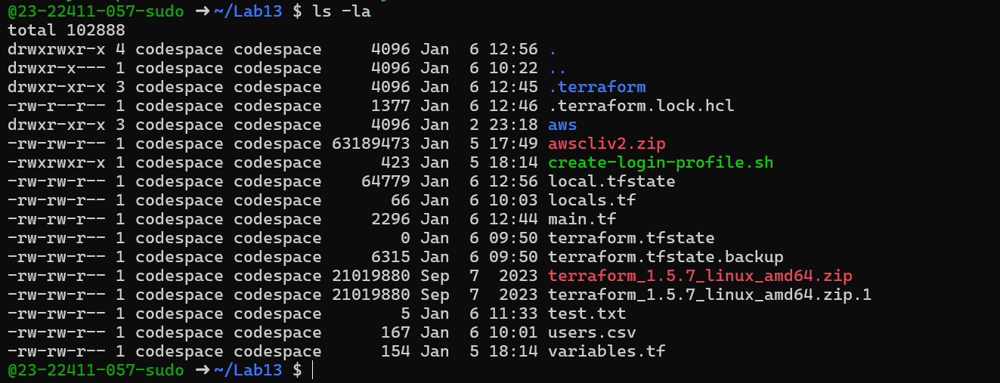 @23-22411-057-sudo ➜ ~/Lab13 $ ls -la
total 102888
drwxrwxr-x 4 codespace codespace     4096 Jan  6 12:56 .
drwxr-x--- 1 codespace codespace     4096 Jan  6 10:22 ..
drwxr-xr-x 3 codespace codespace     4096 Jan  6 12:45 .terraform
-rw-r--r-- 1 codespace codespace     1377 Jan  6 12:46 .terraform.lock.hcl
drwxr-xr-x 3 codespace codespace     4096 Jan  2 23:18 aws
-rw-rw-r-- 1 codespace codespace 63189473 Jan  5 17:49 awscliv2.zip
-rwxrwxr-x 1 codespace codespace      423 Jan  5 18:14 create-login-profile.sh
-rw-rw-r-- 1 codespace codespace    64779 Jan  6 12:56 local.tfstate
-rw-rw-r-- 1 codespace codespace       66 Jan  6 10:03 locals.tf
-rw-rw-r-- 1 codespace codespace     2296 Jan  6 12:44 main.tf
-rw-rw-r-- 1 codespace codespace        0 Jan  6 09:50 terraform.tfstate
-rw-rw-r-- 1 codespace codespace     6315 Jan  6 09:50 terraform.tfstate.backup
-rw-rw-r-- 1 codespace codespace 21019880 Sep  7  2023 terraform_1.5.7_linux_amd64.zip
-rw-rw-r-- 1 codespace codespace 21019880 Sep  7  2023 terraform_1.5.7_linux_amd64.zip.1
-rw-rw-r-- 1 codespace codespace        5 Jan  6 11:33 test.txt
-rw-rw-r-- 1 codespace codespace      167 Jan  6 10:01 users.csv
-rw-rw-r-- 1 codespace codespace      154 Jan  5 18:14 variables.tf
@23-22411-057-sudo ➜ ~/Lab13 $